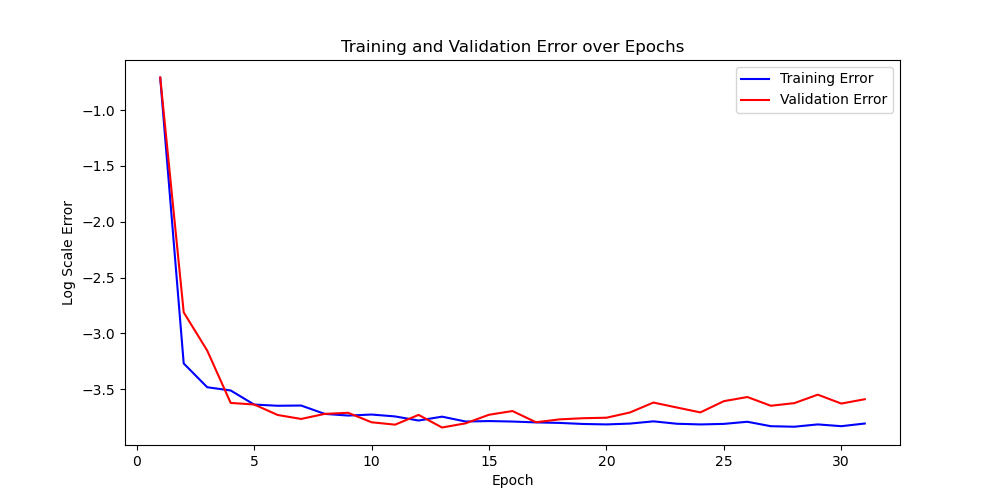 Training and Validation Error over Epochs
Training Error
Validation Error
Log Scale Error
−1.0
−1.5
−2.0
−2.5
−3.0
−3.5
0 5 10 15 20 25 30
Epoch